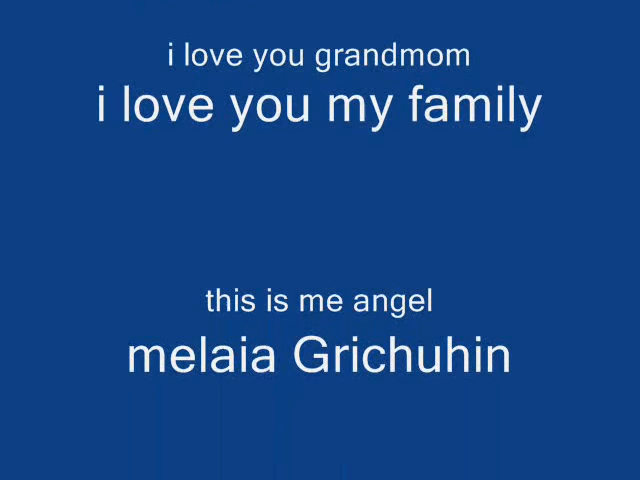 i love you grandmom
i love you my family
this is me angel
melaia Grichuhin